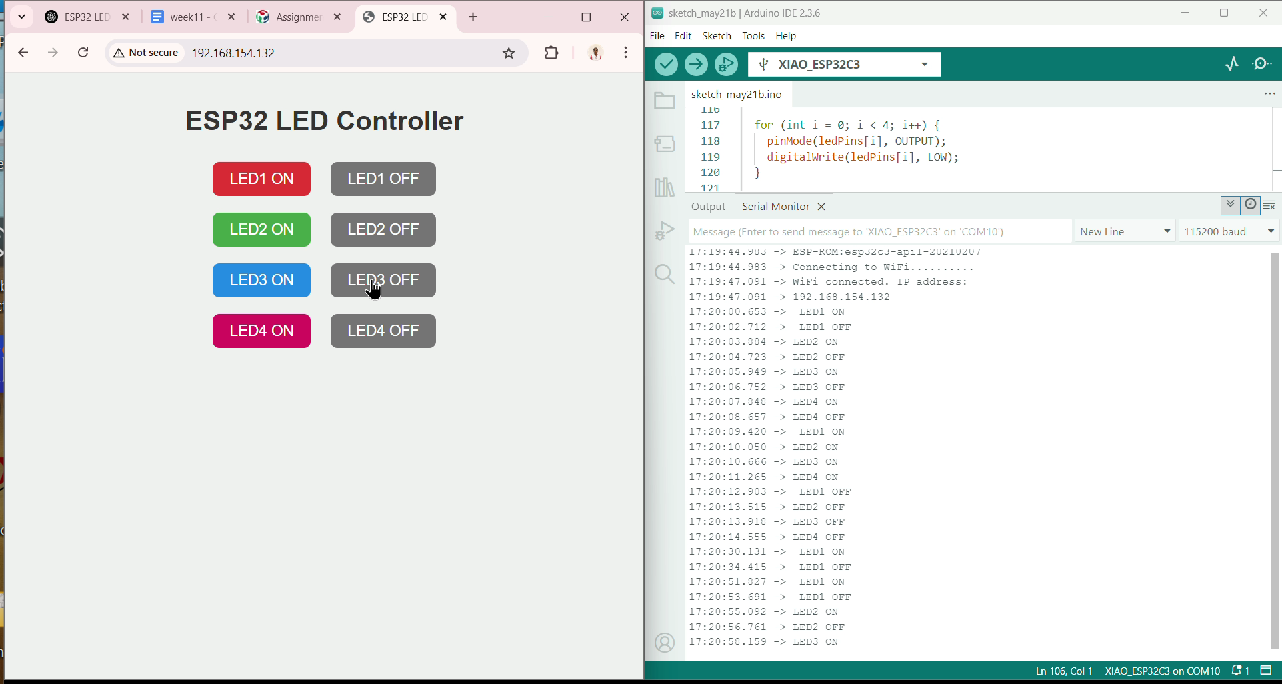 ESP32 LED
week11 -
Assignmer
ESP32 LED
Not secure
192.168.154.132
ESP32 LED Controller
LED1 ON
LED1 OFF
LED2 ON
LED2 OFF
LED3 ON
LED3 OFF
LED4 ON
LED4 OFF
sketch_may21b | Arduino IDE 2.3.6
File Edit Sketch Tools Help
XIAO_ESP32C3
sketch_may21b.ino
116
117 for (int i = 0; i < 4; i++) {
118 pinMode(ledPins[i], OUTPUT);
119 digitalWrite(ledPins[i], LOW);
120 }
121
Output Serial Monitor
Message (Enter to send message to 'XIAO_ESP32C3' on 'COM10')
New Line
115200 baud
17:19:44.983 -> ESP-ROM:esp32c3-api1-20210207
17:19:44.983 -> Connecting to WiFi..........
17:19:47.091 -> WiFi connected. IP address:
17:19:47.091 -> 192.168.154.132
17:20:00.653 -> LED1 ON
17:20:02.712 -> LED1 OFF
17:20:03.884 -> LED2 ON
17:20:04.723 -> LED2 OFF
17:20:05.949 -> LED3 ON
17:20:06.752 -> LED3 OFF
17:20:07.848 -> LED4 ON
17:20:08.657 -> LED4 OFF
17:20:09.420 -> LED1 ON
17:20:10.050 -> LED2 ON
17:20:10.666 -> LED3 ON
17:20:11.265 -> LED4 ON
17:20:12.903 -> LED1 OFF
17:20:13.515 -> LED2 OFF
17:20:13.918 -> LED3 OFF
17:20:14.555 -> LED4 OFF
17:20:30.131 -> LED1 ON
17:20:34.415 -> LED1 OFF
17:20:51.827 -> LED1 ON
17:20:53.691 -> LED1 OFF
17:20:55.092 -> LED2 ON
17:20:56.761 -> LED2 OFF
17:20:58.159 -> LED3 ON
Ln 106, Col 1 XIAO_ESP32C3 on COM10 1